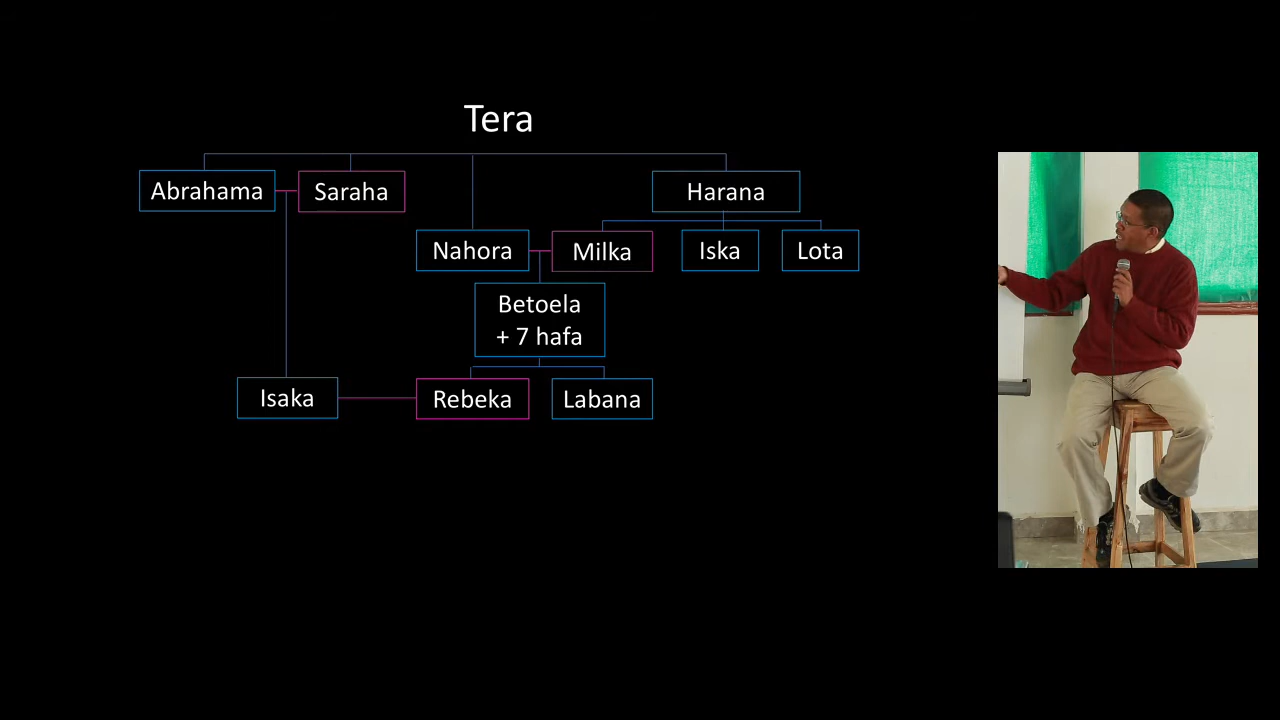 Tera
Abrahama
Saraha
Harana
Nahora
Milka
Iska
Lota
Betoela
+ 7 hafa
Isaka
Rebeka
Labana